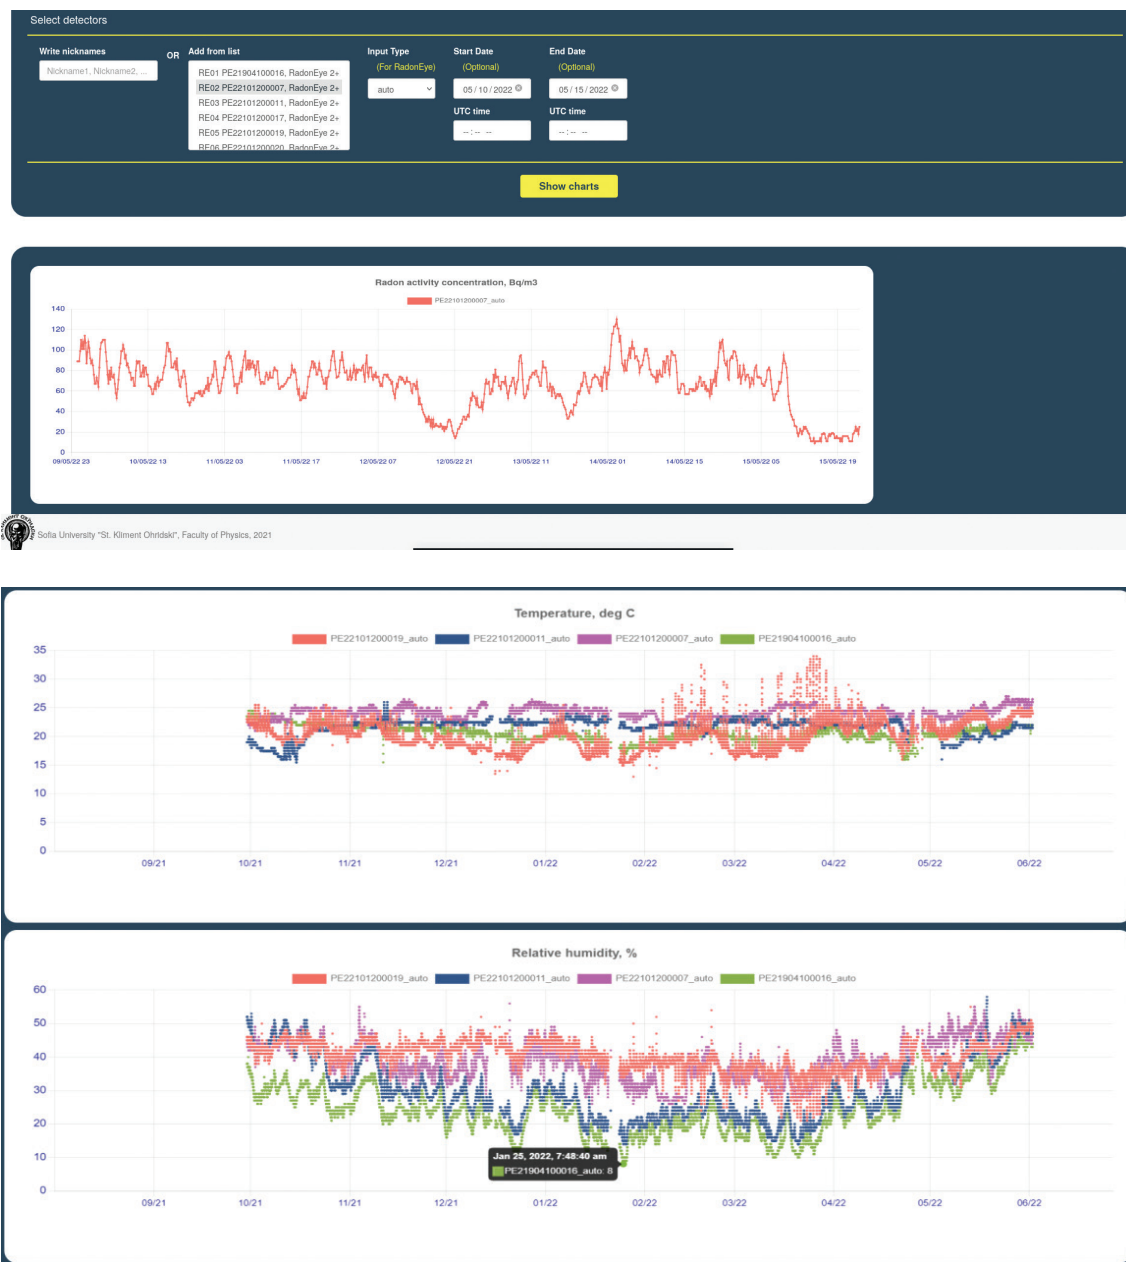 Select detectors
Write nicknames
OR
Add from list
Input Type
Start Date
End Date
(For RadonEye)
(Optional)
(Optional)
Nickname1, Nickname2, ...
RE01 PE21904100016, RadonEye 2+
RE02 PE22101200007, RadonEye 2+
RE03 PE22101200011, RadonEye 2+
RE04 PE22101200017, RadonEye 2+
RE05 PE22101200019, RadonEye 2+
RE06 PE22101200020, RadonEye 2+
auto
05 / 10 / 2022
05 / 15 / 2022
UTC time
UTC time
-- : -- --
-- : -- --
Show charts
Radon activity concentration, Bq/m3
PE22101200007_auto
140
120
100
80
60
40
20
0
09/05/22 23
10/05/22 13
11/05/22 03
11/05/22 17
12/05/22 07
12/05/22 21
13/05/22 11
14/05/22 01
14/05/22 15
15/05/22 05
15/05/22 19
Sofia University "St. Kliment Ohridski", Faculty of Physics, 2021
Temperature, deg C
PE22101200019_auto
PE22101200011_auto
PE22101200007_auto
PE21904100016_auto
35
30
25
20
15
10
5
0
09/21
10/21
11/21
12/21
01/22
02/22
03/22
04/22
05/22
06/22
Relative humidity, %
PE22101200019_auto
PE22101200011_auto
PE22101200007_auto
PE21904100016_auto
60
50
40
30
20
10
0
Jan 25, 2022, 7:48:40 am
PE21904100016_auto: 8
09/21
10/21
11/21
12/21
01/22
02/22
03/22
04/22
05/22
06/22